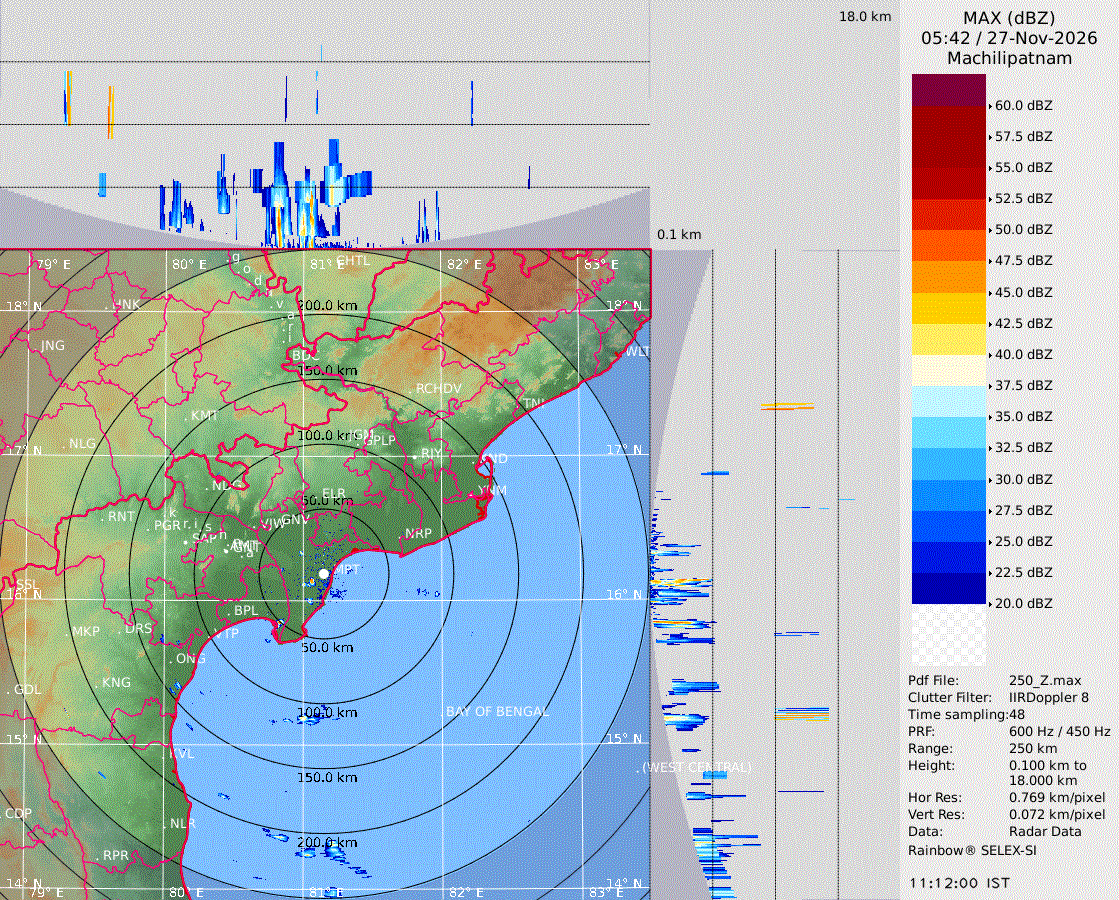 18.0 km
0.1 km
MAX (dBZ)
05:42 / 27-Nov-2026
Machilipatnam
60.0 dBZ
57.5 dBZ
55.0 dBZ
52.5 dBZ
50.0 dBZ
47.5 dBZ
45.0 dBZ
42.5 dBZ
40.0 dBZ
37.5 dBZ
35.0 dBZ
32.5 dBZ
30.0 dBZ
27.5 dBZ
25.0 dBZ
22.5 dBZ
20.0 dBZ
Pdf File: 250_Z.max
Clutter Filter: IIRDoppler 8
Time sampling:48
PRF: 600 Hz / 450 Hz
Range: 250 km
Height: 0.100 km to
18.000 km
Hor Res: 0.769 km/pixel
Vert Res: 0.072 km/pixel
Data: Radar Data
Rainbow® SELEX-SI
11:12:00 IST
79° E 80° E 81° E 82° E 83° E
18° N HNK 200.0 km 18° N
JNG WLT
150.0 km
RCHDV
TNI
KMT
100.0 km
GPLP
NLG
17° N RJY 17° N
YNM
ELR
50.0 km
RNT PGR VJW GNV
NRP
MPT
SSL
16° N BPL 16° N
MKP DRS
50.0 km
ONG
GDL KNG
100.0 km BAY OF BENGAL
15° N KVL 15° N
150.0 km (WEST CENTRAL)
CDP NLR
200.0 km
RPR
14° N 14° N
79° E 80° E 81° E 82° E 83° E